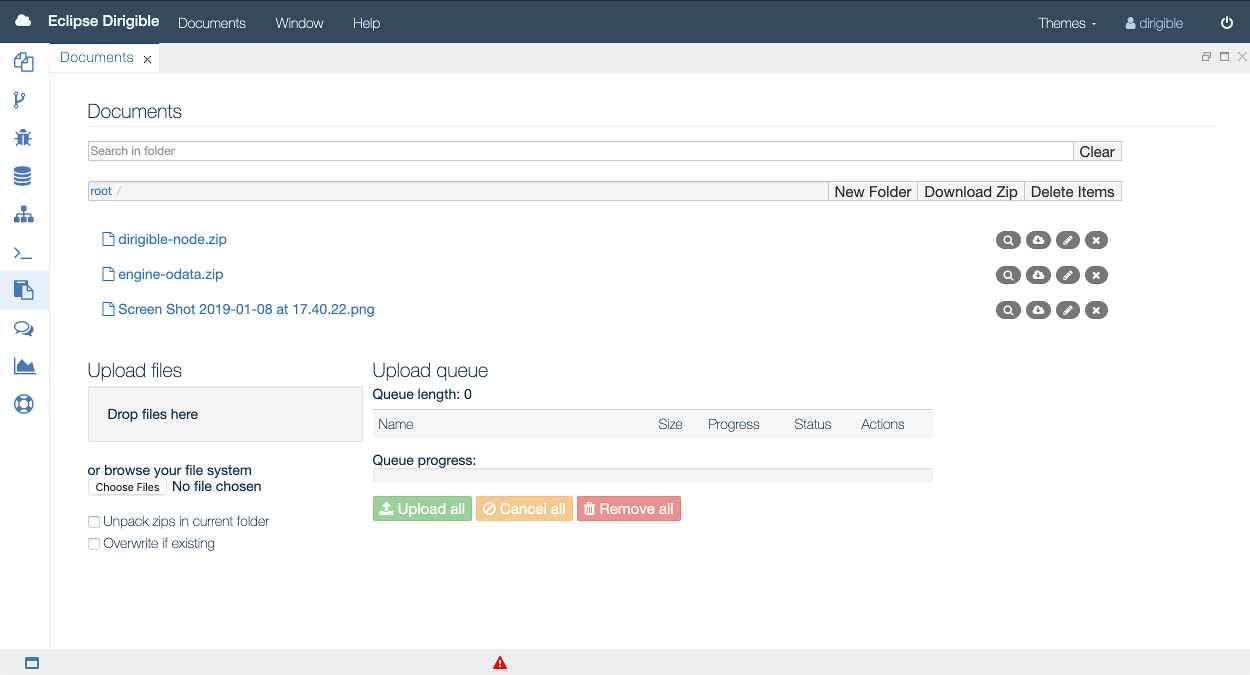 Eclipse Dirigible Documents Window Help Themes dirigible
Documents
Documents
Search in folder Clear
root / New Folder Download Zip Delete Items
dirigible-node.zip
engine-odata.zip
Screen Shot 2019-01-08 at 17.40.22.png
Upload files
Drop files here
or browse your file system
Choose Files No file chosen
Unpack zips in current folder
Overwrite if existing
Upload queue
Queue length: 0
Name Size Progress Status Actions
Queue progress:
Upload all Cancel all Remove all